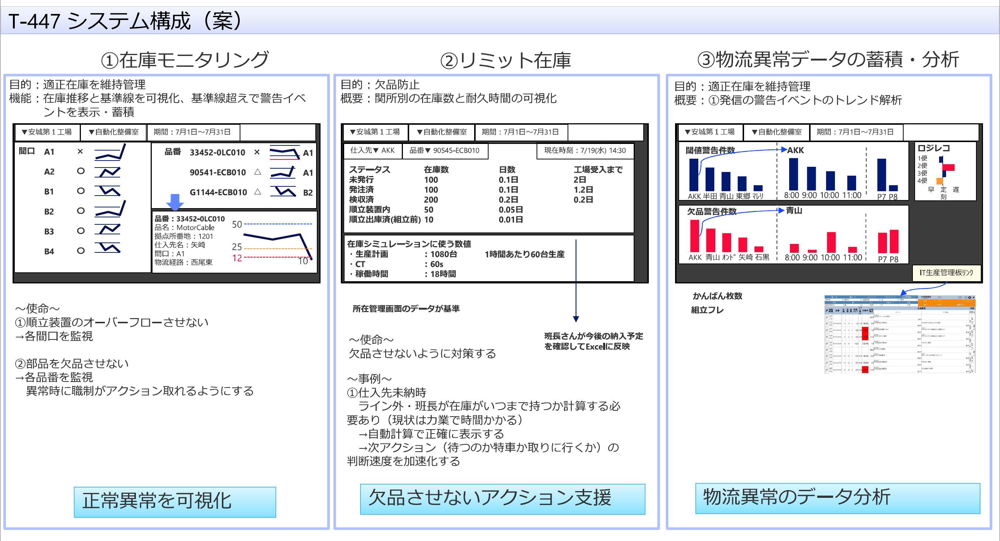 T-447 システム構成（案）
①在庫モニタリング
目的：適正在庫を維持管理
機能：在庫推移と基準線を可視化、基準線超えで警告イベ
ントを表示・蓄積
▼安城第１工場
▼自動化整備室
期間：7月1日～7月31日
間口
A1 ×
A2 〇
B1 〇
B2 〇
B3 〇
B4 〇
品番
33452-0LC010 × A1
90541-ECB010 △ A1
G1144-ECB010 △ B2
品番：33452-0LC010
品名：MotorCable
拠点所番地：1201
仕入先名：矢崎
間口：A1
物流経路：西尾東
50
25
12
10
～使命～
①順立装置のオーバーフローさせない
→各間口を監視
②部品を欠品させない
→各品番を監視
異常時に職制がアクション取れるようにする
正常異常を可視化
②リミット在庫
目的：欠品防止
概要：関所別の在庫数と耐久時間の可視化
▼安城第１工場
▼自動化整備室
期間：7月1日～7月31日
仕入先▼ AKK
品番▼ 90545-ECB010
現在時刻：7/19(水) 14:30
ステータス 在庫数 日数 工場受入まで
未発行 100 0.1日 2日
発注済 100 0.1日 1.2日
検収済 200 0.2日 0.2日
順立装置内 50 0.05日
順立出庫済(組立前) 10 0.01日
在庫シミュレーションに使う数値
・生産計画 ：1080台 1時間あたり60台生産
・CT ：60s
・稼働時間 ：18時間
所在管理画面のデータが基準
班長さんが今後の納入予定
を確認してExcelに反映
～使命～
欠品させないように対策する
～事例～
①仕入先未納時
ライン外・班長が在庫がいつまで持つか計算する必
要あり（現状は力業で時間かかる）
→自動計算で正確に表示する
→次アクション（待つのか特車か取りに行くか）の
判断速度を加速化する
欠品させないアクション支援
③物流異常データの蓄積・分析
目的：適正在庫を維持管理
概要：①発信の警告イベントのトレンド解析
▼安城第１工場
▼自動化整備室
期間：7月1日～7月31日
閾値警告件数
AKK 半田 青山 東郷 ﾏﾚﾘ
AKK
8:00 9:00 10:00 11:00
P7 P8
ロジレコ
1便
2便
3便
4便
早 定 遅
刻
欠品警告件数
AKK 青山 ｵﾝﾄﾞ 矢崎 石黒
青山
8:00 9:00 10:00 11:00
P7 P8
IT生産管理板ﾘﾝｸ
かんばん枚数
組立フレ
物流異常のデータ分析